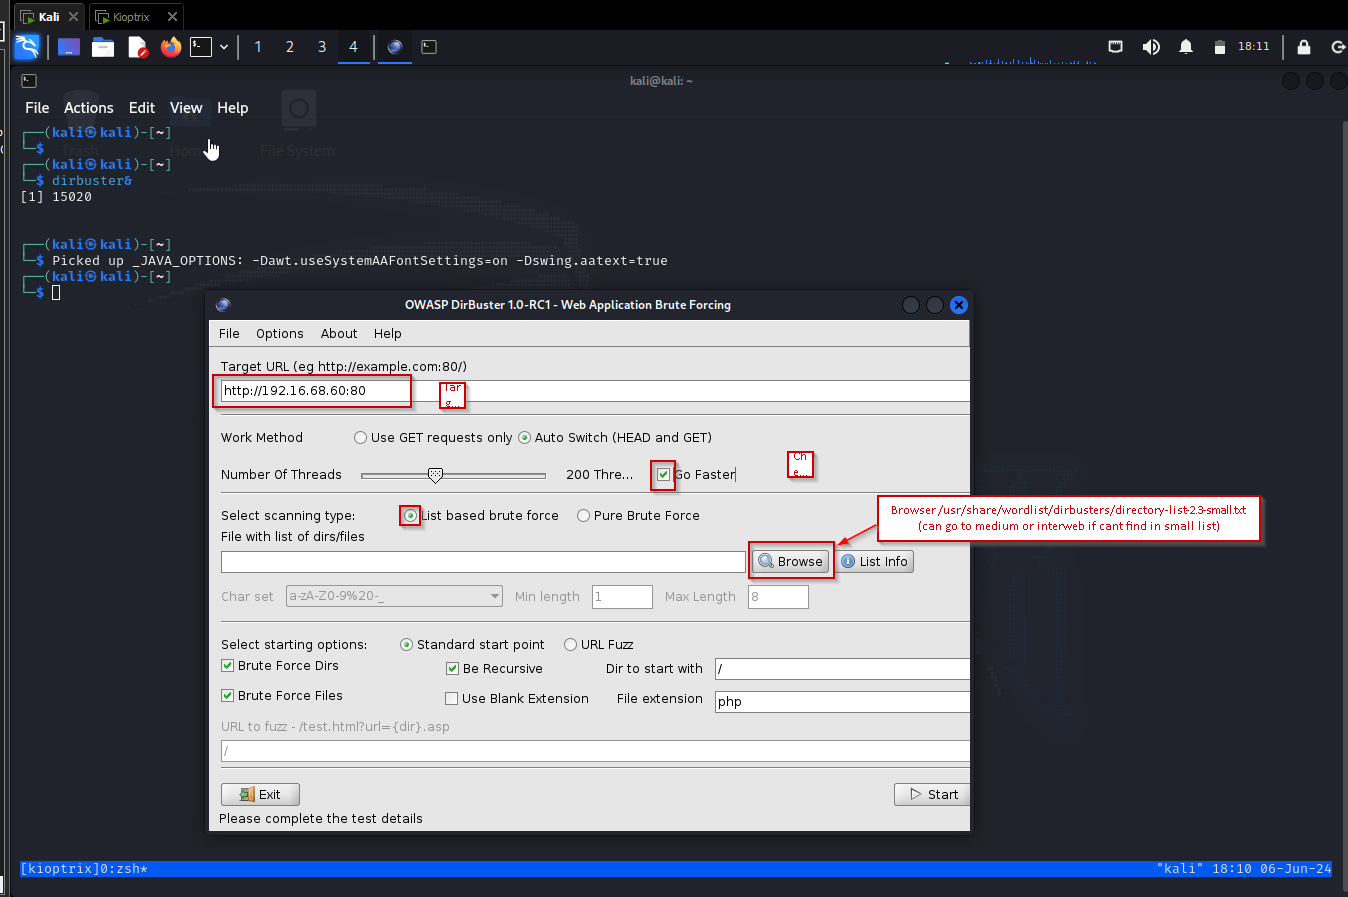 Kali
Kioptrix
1 2 3 4
18:11
kali@kali: ~
File Actions Edit View Help
Trash
File System
┌──(kali㉿kali)-[~]
└─$
┌──(kali㉿kali)-[~]
└─$ dirbuster&
[1] 15020
┌──(kali㉿kali)-[~]
└─$ Picked up _JAVA_OPTIONS: -Dawt.useSystemAAFontSettings=on -Dswing.aatext=true
┌──(kali㉿kali)-[~]
└─$
OWASP DirBuster 1.0-RC1 - Web Application Brute Forcing
File Options About Help
Target URL (eg http://example.com:80/)
http://192.16.68.60:80
Tar
g...
Work Method Use GET requests only Auto Switch (HEAD and GET)
Ch
e...
Number Of Threads 200 Thre... Go Faster
Select scanning type: List based brute force Pure Brute Force
Browser /usr/share/wordlist/dirbusters/directory-list-2.3-small.txt
(can go to medium or interweb if cant find in small list)
File with list of dirs/files
Browse List Info
Char set a-zA-Z0-9%20-_ Min length 1 Max Length 8
Select starting options: Standard start point URL Fuzz
Brute Force Dirs Be Recursive Dir to start with /
Brute Force Files Use Blank Extension File extension php
URL to fuzz - /test.html?url={dir}.asp
/
Exit Start
Please complete the test details
[kioptrix]0:zsh* "kali" 18:10 06-Jun-24